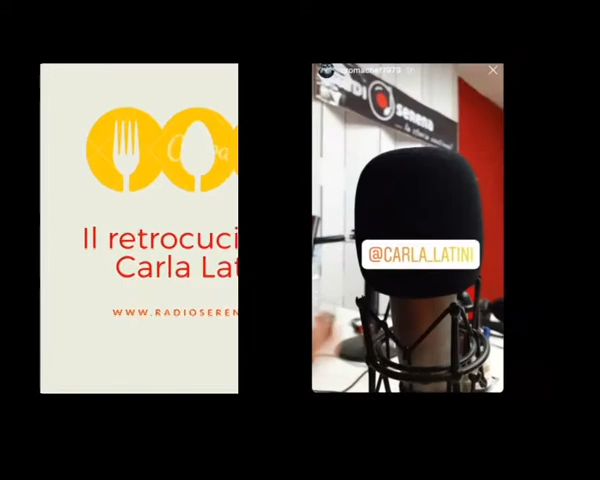 Il retrocuci
Carla Lat
WWW.RADIOSEREN
serena
@CARLA_LATINI